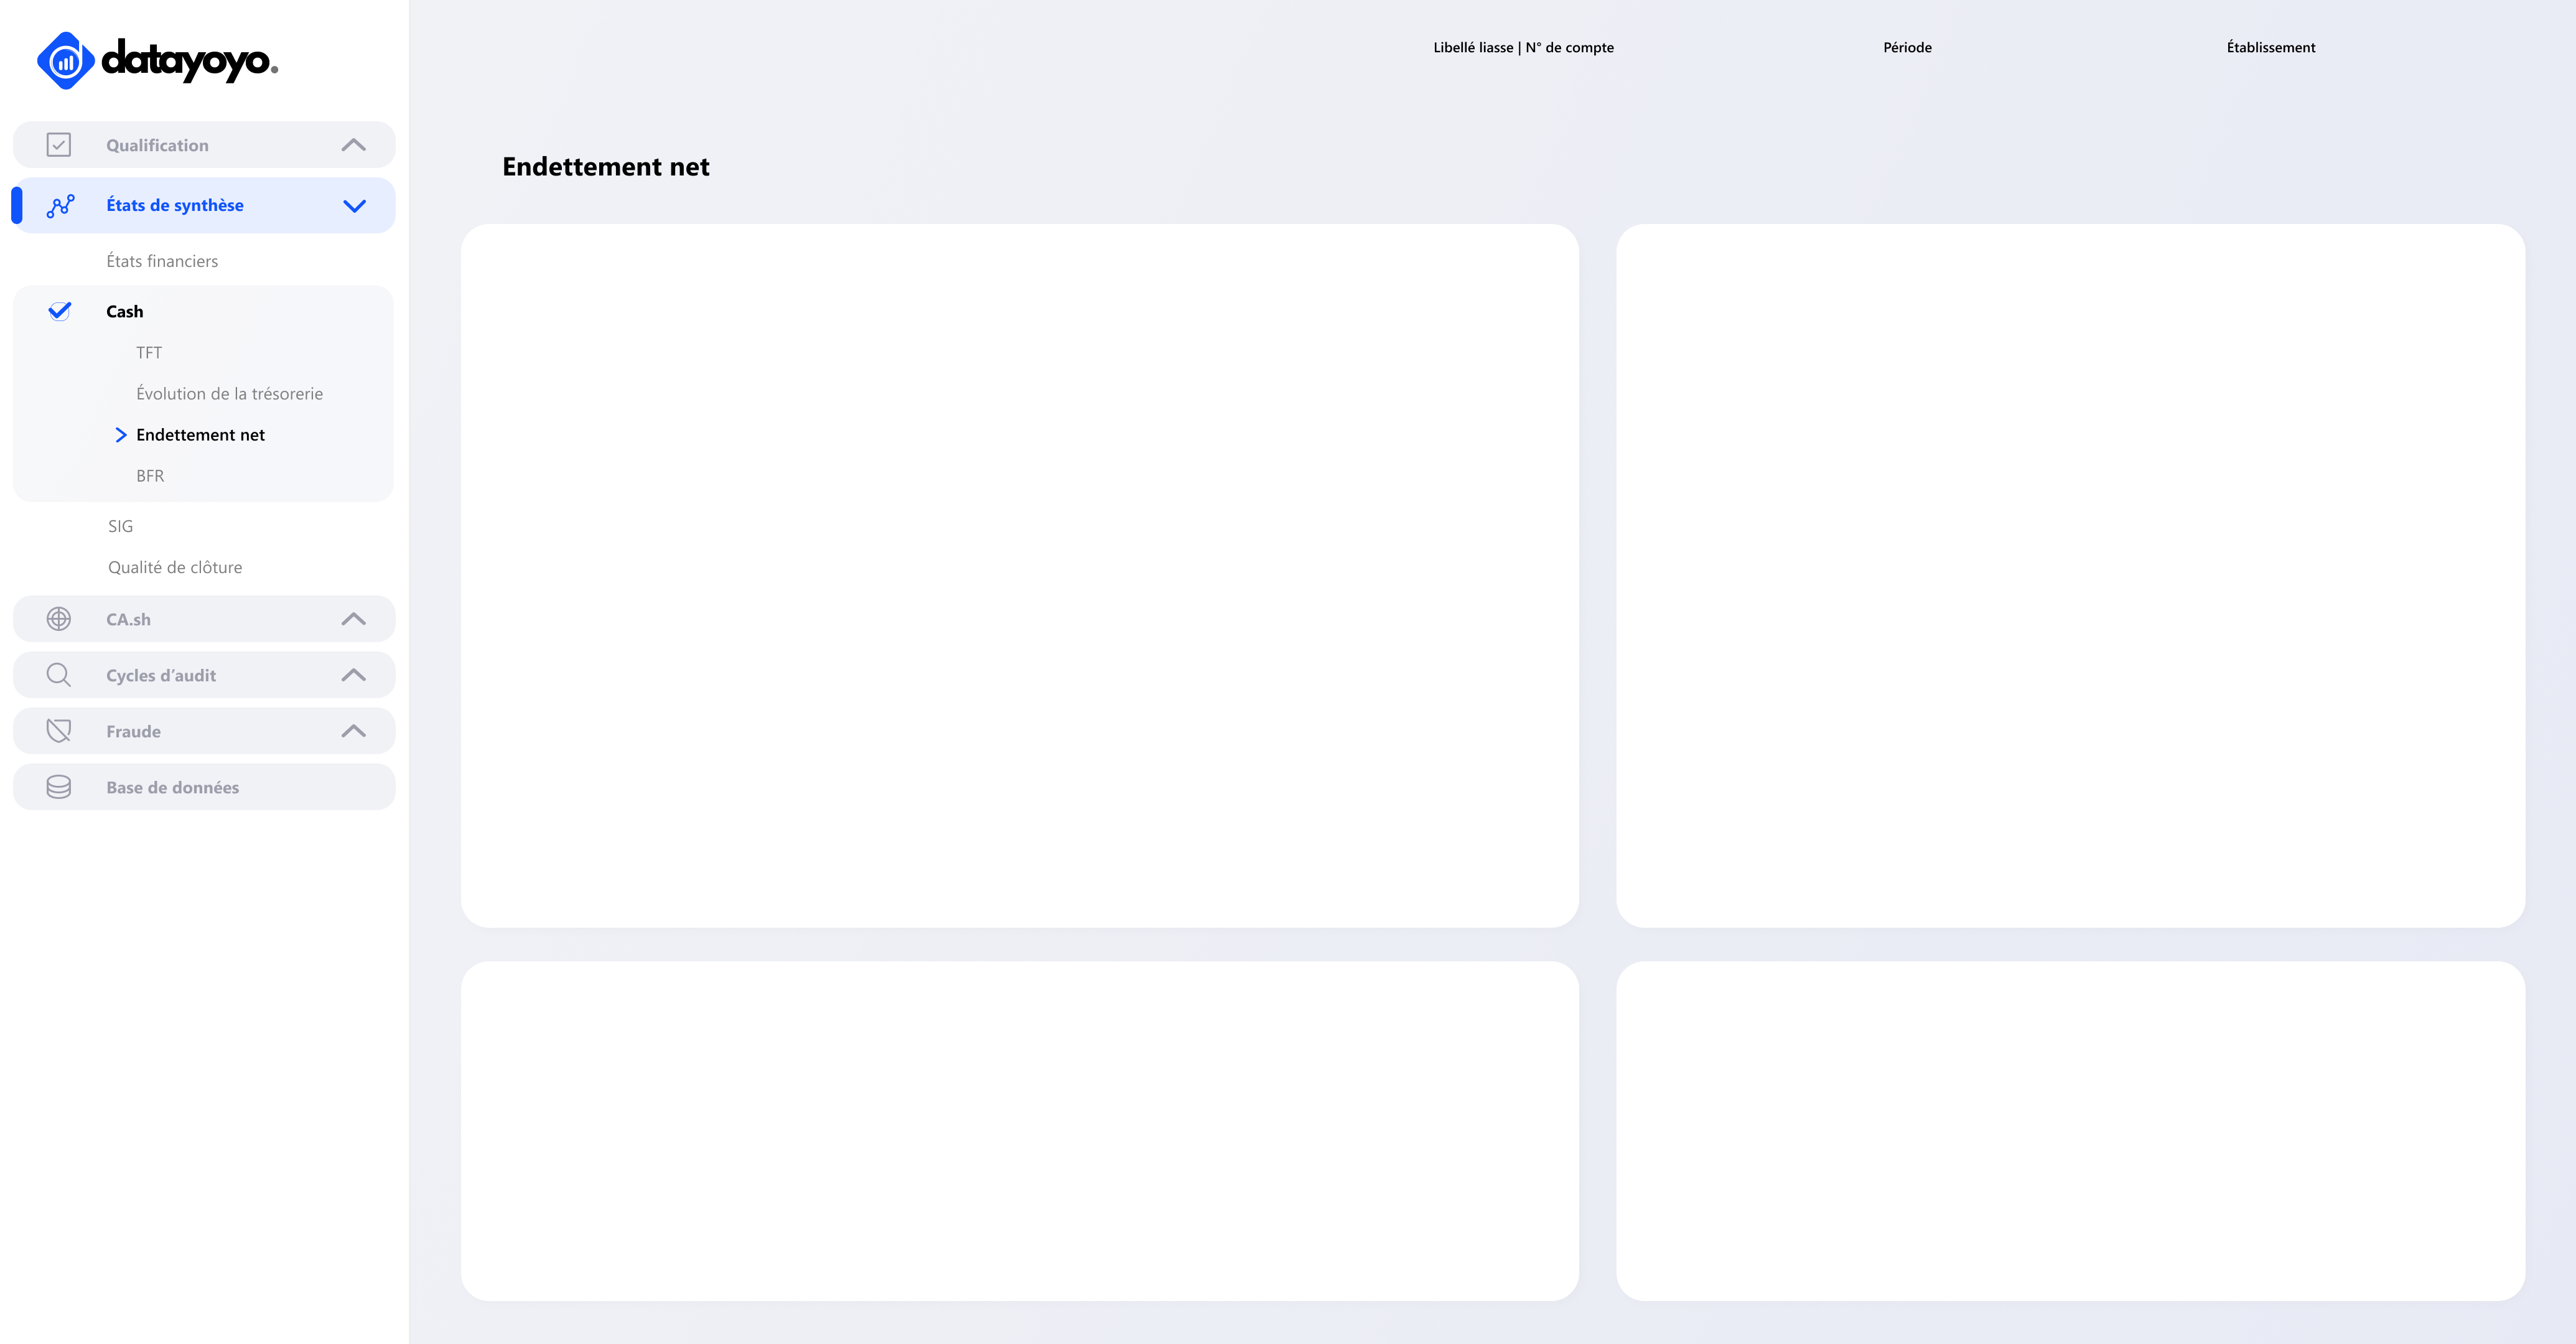 datayoyo.
Libellé liasse | N° de compte
Période
Établissement
Qualification
Endettement net
États de synthèse
États financiers
Cash
TFT
Évolution de la trésorerie
Endettement net
BFR
SIG
Qualité de clôture
CA.sh
Cycles d’audit
Fraude
Base de données